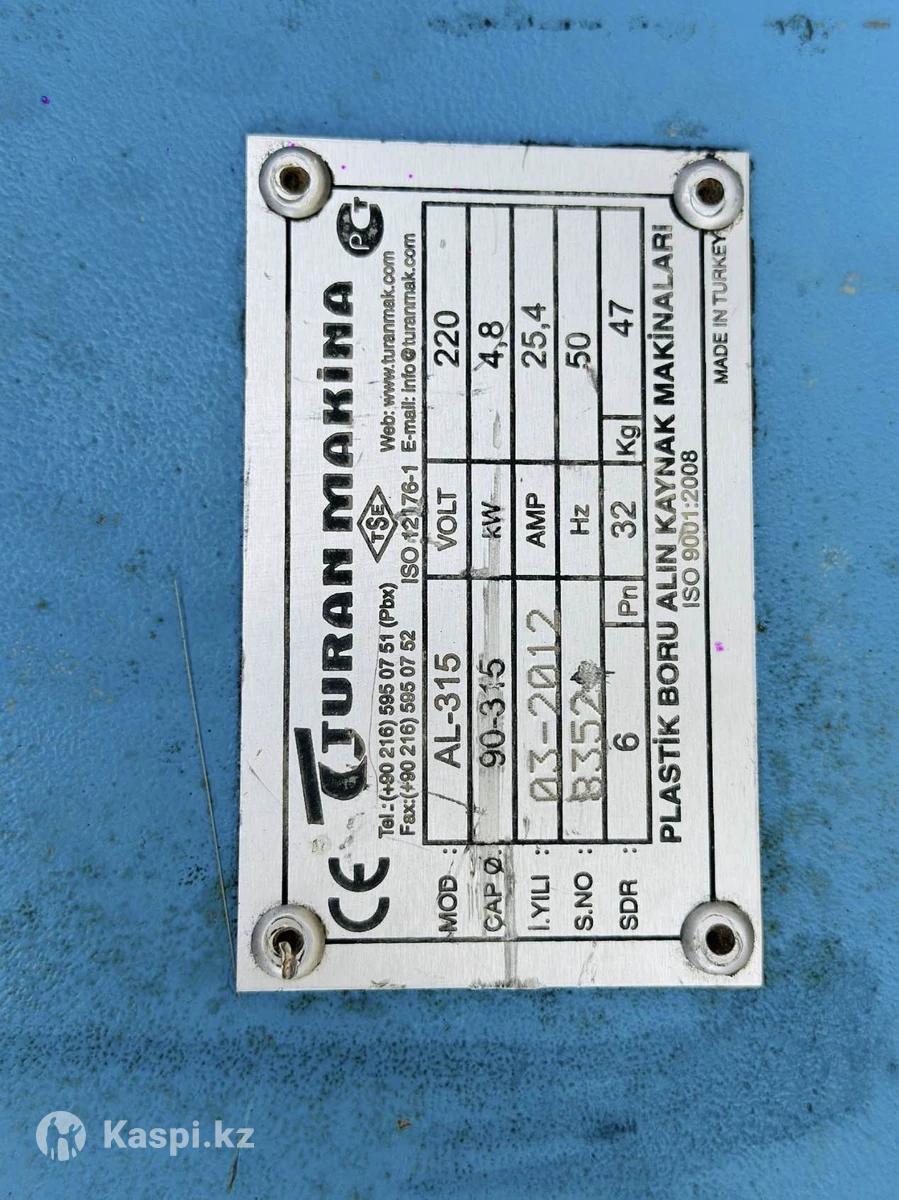 CE TURAN MAKİNA PCT
Tel.:(+90 216) 595 07 51 (Pbx) TSE Web: www.turanmak.com
Fax:(+90 216) 595 07 52 ISO 12176-1 E-mail: info@turanmak.com
MOD : AL-315 VOLT 220
ÇAP Ø: 90-315 kW 4,8
İ.YILI : 03-2012 AMP 25,4
S.NO : Hz 50
SDR : 6 Pn 32 Kg 47
PLASTİK BORU ALIN KAYNAK MAKİNALARI
ISO 9001:2008
MADE IN TURKEY
Kaspi.kz